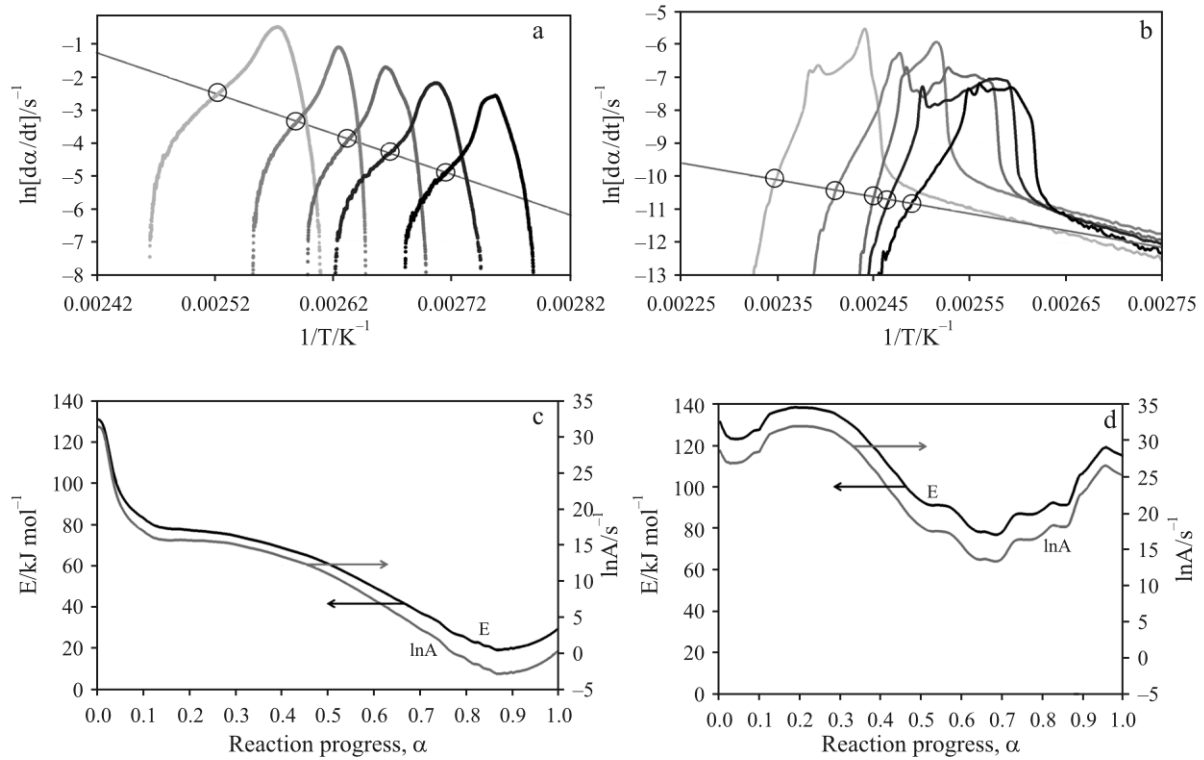 a
−1
−2
−3
−4
−5
−6
−7
−8
ln[dα/dt]/s⁻¹
0.00242 0.00252 0.00262 0.00272 0.00282
1/T/K⁻¹
b
−5
−6
−7
−8
−9
−10
−11
−12
−13
ln[dα/dt]/s⁻¹
0.00225 0.00235 0.00245 0.00255 0.00265 0.00275
1/T/K⁻¹
c
140
120
100
80
60
40
20
0
E/kJ mol⁻¹
35
30
25
20
15
10
5
0
−5
lnA/s⁻¹
E
lnA
0.0 0.1 0.2 0.3 0.4 0.5 0.6 0.7 0.8 0.9 1.0
Reaction progress, α
d
140
120
100
80
60
40
20
0
E/kJ mol⁻¹
35
30
25
20
15
10
5
0
−5
lnA/s⁻¹
E
lnA
0.0 0.1 0.2 0.3 0.4 0.5 0.6 0.7 0.8 0.9 1.0
Reaction progress, α